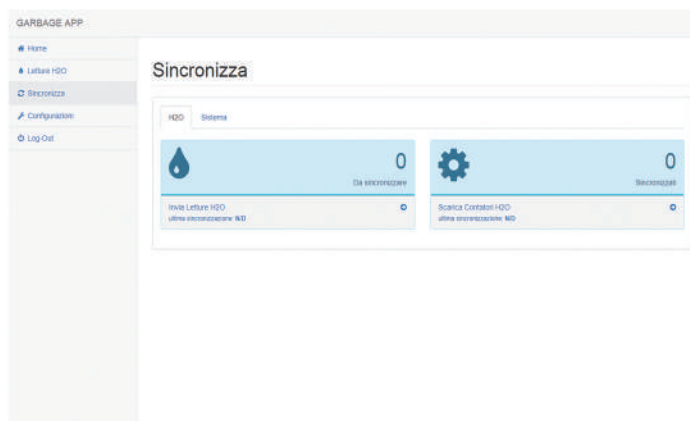 GARBAGE APP
Home
Letture H2O
Sincronizza
Configurazioni
Log-Out
Sincronizza
H2O
Sistema
0
Da sincronizzare
Invia Letture H2O
ultima sincronizzazione: N/D
0
Sincronizzati
Scarica Contatori H2O
ultima sincronizzazione: N/D